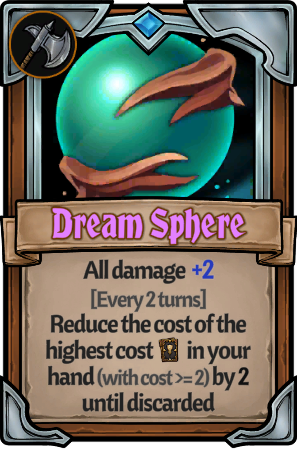 Dream Sphere
All damage +2
[Every 2 turns]
Reduce the cost of the
highest cost in your
hand (with cost >= 2) by 2
until discarded